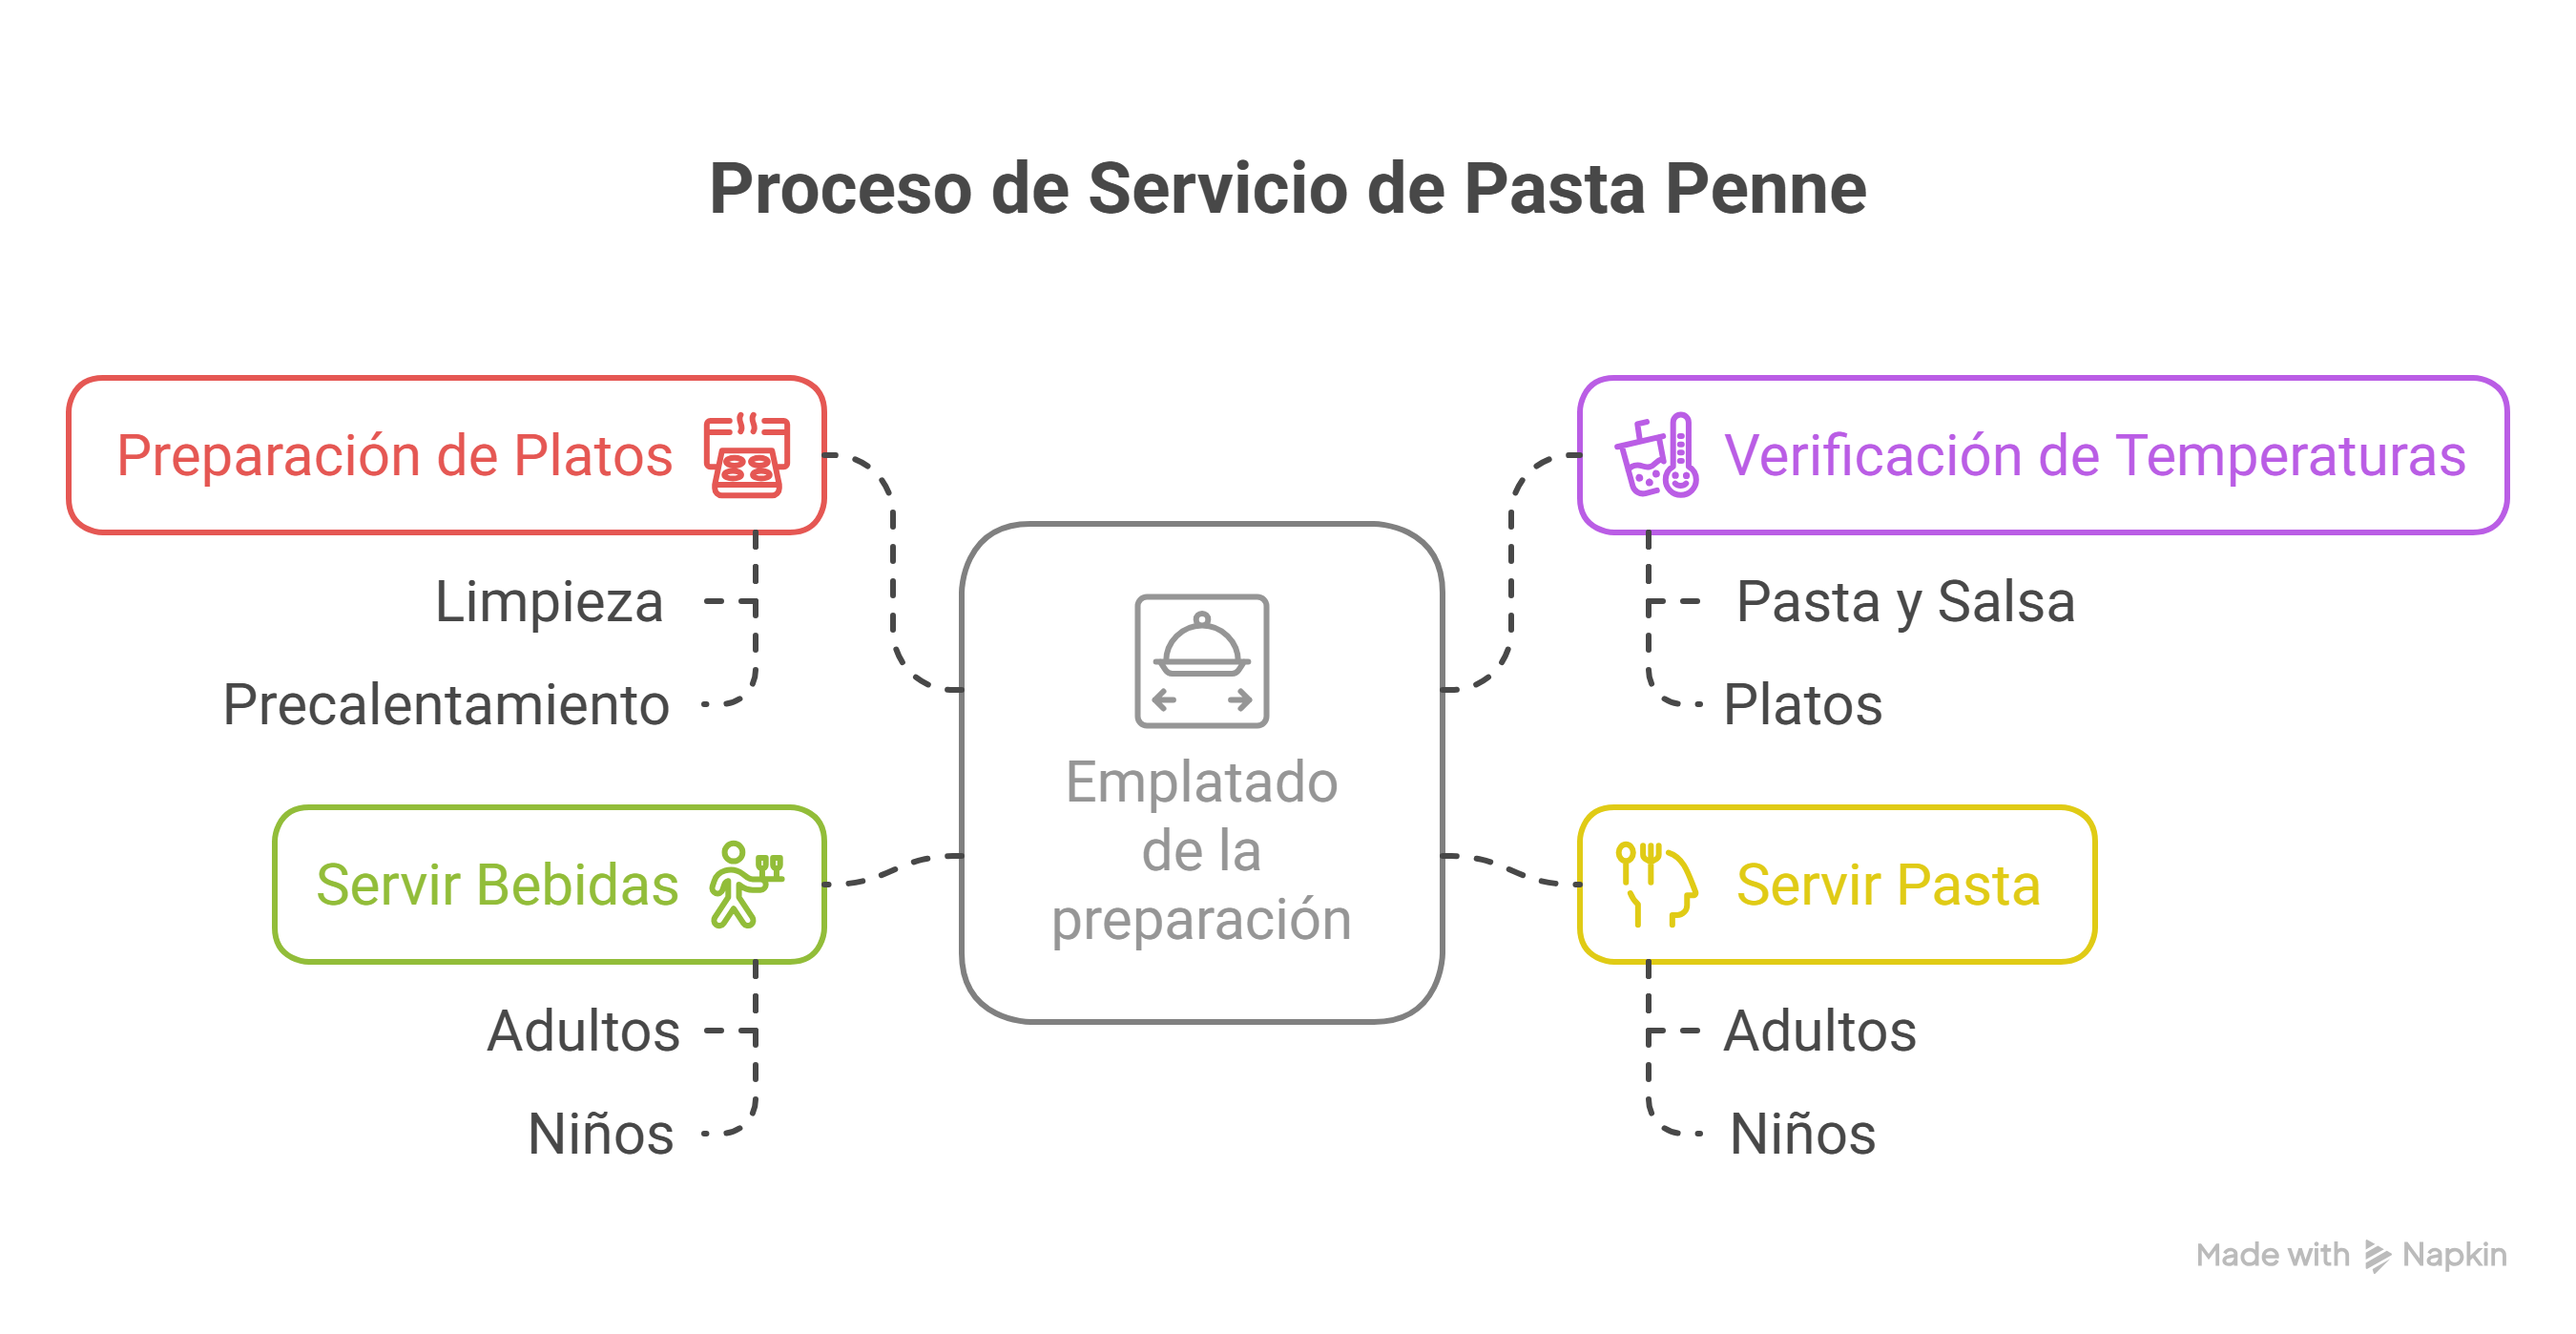 Proceso de Servicio de Pasta Penne
Preparación de Platos
Limpieza
Precalentamiento
Servir Bebidas
Adultos
Niños
Emplatado
de la
preparación
Verificación de Temperaturas
Pasta y Salsa
Platos
Servir Pasta
Adultos
Niños
Made with Napkin